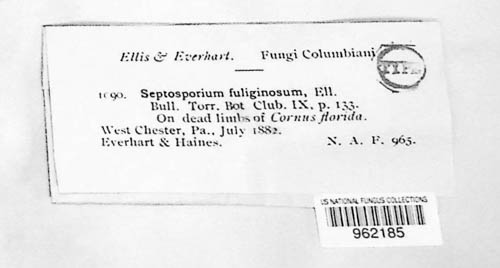 Ellis & Everhart. Fungi Columbiani
TYPE
1090. Septosporium fuliginosum, Ell.
Bull. Torr. Bot. Club. IX, p. 133.
On dead limbs of Cornus florida.
West Chester, Pa., July 1882.
Everhart & Haines. N. A. F. 965.
US NATIONAL FUNGUS COLLECTIONS
962185